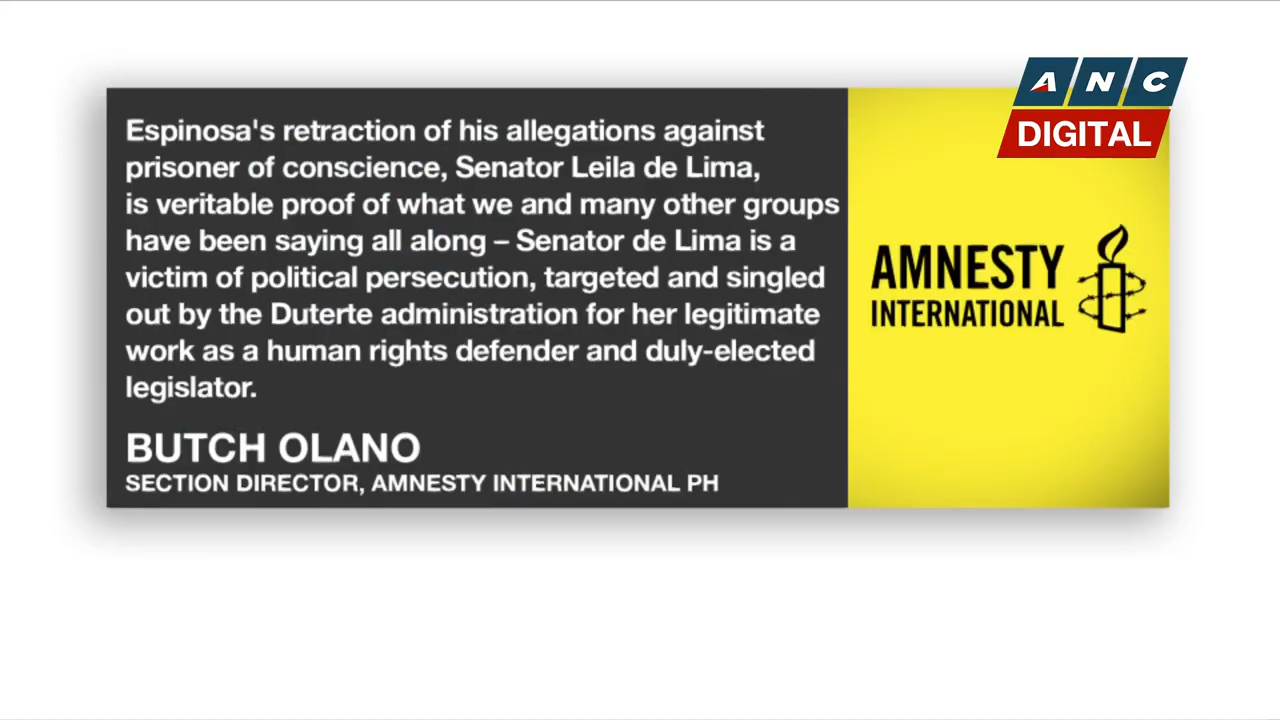 ANC
DIGITAL
Espinosa's retraction of his allegations against
prisoner of conscience, Senator Leila de Lima,
is veritable proof of what we and many other groups
have been saying all along – Senator de Lima is a
victim of political persecution, targeted and singled
out by the Duterte administration for her legitimate
work as a human rights defender and duly-elected
legislator.
BUTCH OLANO
SECTION DIRECTOR, AMNESTY INTERNATIONAL PH
AMNESTY
INTERNATIONAL